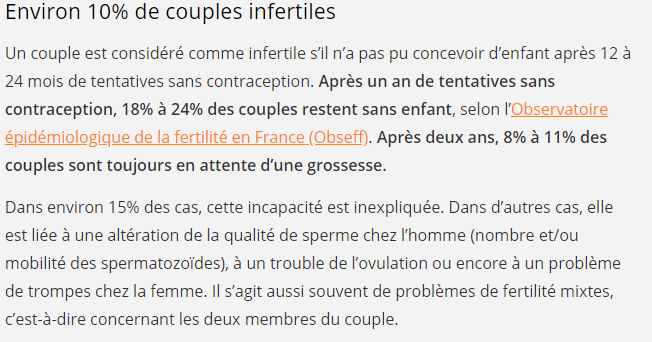 Environ 10% de couples infertiles
Un couple est considéré comme infertile s’il n’a pas pu concevoir d’enfant après 12 à
24 mois de tentatives sans contraception. Après un an de tentatives sans
contraception, 18% à 24% des couples restent sans enfant, selon l’Observatoire
épidémiologique de la fertilité en France (Obseff). Après deux ans, 8% à 11% des
couples sont toujours en attente d’une grossesse.
Dans environ 15% des cas, cette incapacité est inexpliquée. Dans d’autres cas, elle
est liée à une altération de la qualité de sperme chez l’homme (nombre et/ou
mobilité des spermatozoïdes), à un trouble de l’ovulation ou encore à un problème
de trompes chez la femme. Il s’agit aussi souvent de problèmes de fertilité mixtes,
c’est-à-dire concernant les deux membres du couple.